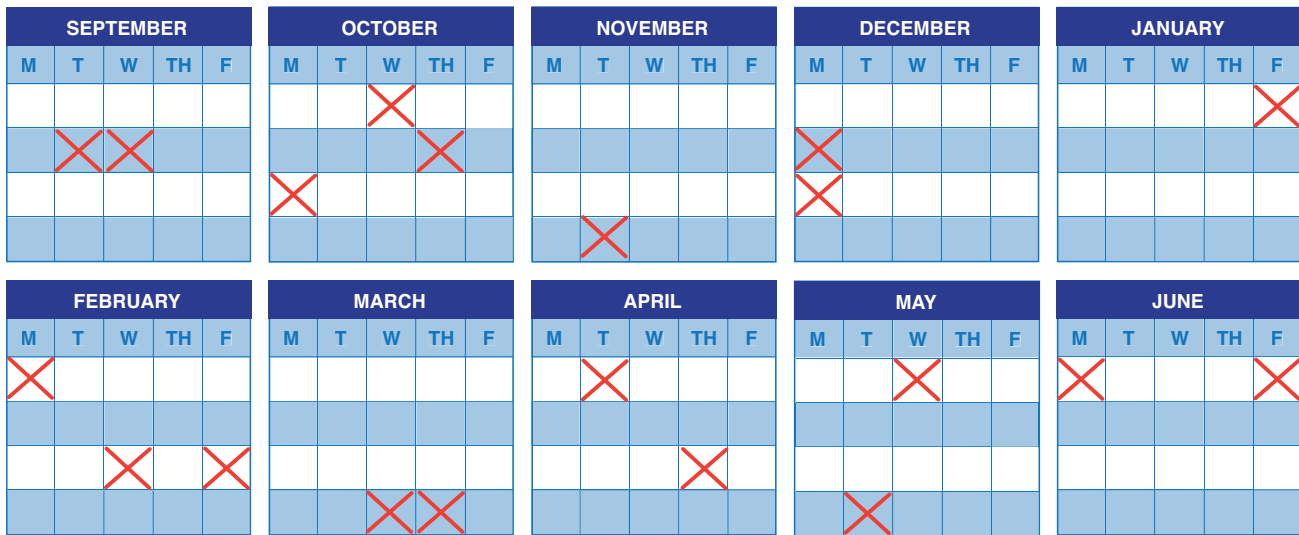 SEPTEMBER
M T W TH F
OCTOBER
M T W TH F
NOVEMBER
M T W TH F
DECEMBER
M T W TH F
JANUARY
M T W TH F
FEBRUARY
M T W TH F
MARCH
M T W TH F
APRIL
M T W TH F
MAY
M T W TH F
JUNE
M T W TH F